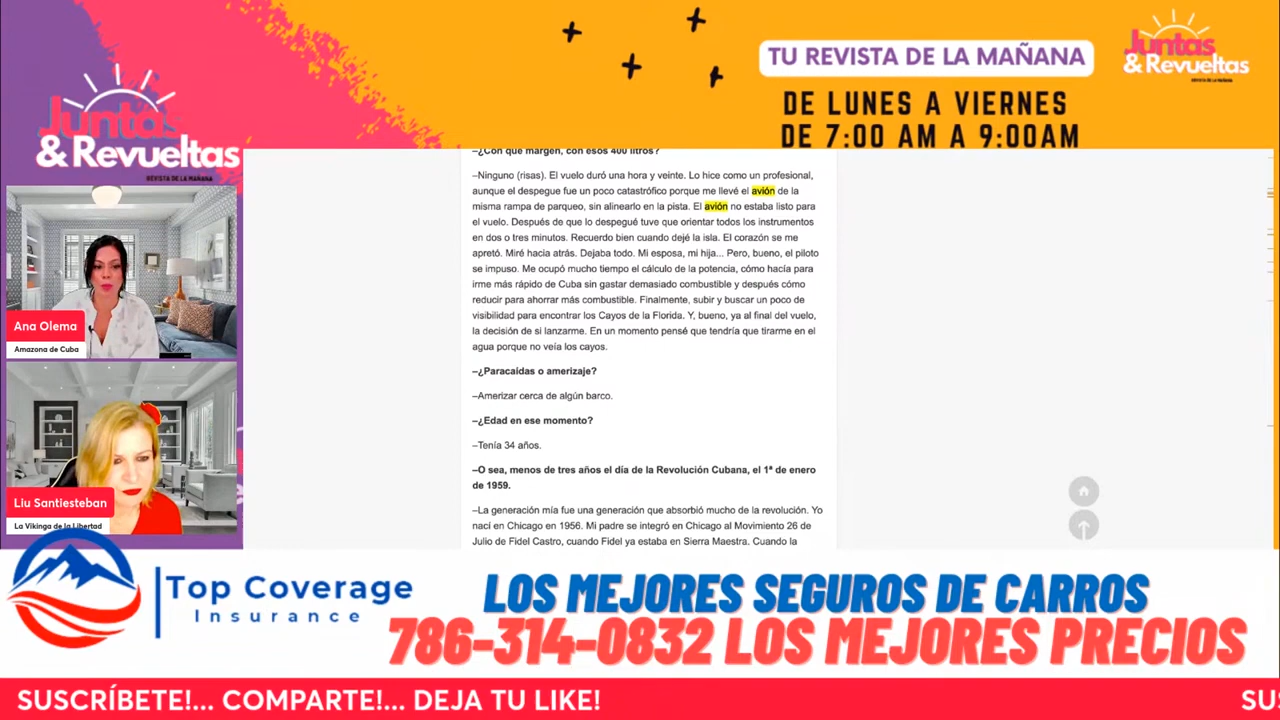 TU REVISTA DE LA MAÑANA
Juntas
& Revueltas
REVISTA DE LA MAÑANA
DE LUNES A VIERNES
DE 7:00 AM A 9:00AM
Juntas
& Revueltas
REVISTA DE LA MAÑANA
–¿Con qué margen, con esos 400 litros?
–Ninguno (risas). El vuelo duró una hora y veinte. Lo hice como un profesional,
aunque el despegue fue un poco catastrófico porque me llevé el avión de la
misma rampa de parqueo, sin alinearlo en la pista. El avión no estaba listo para
el vuelo. Después de que lo despegué tuve que orientar todos los instrumentos
en dos o tres minutos. Recuerdo bien cuando dejé la isla. El corazón se me
apretó. Miré hacia atrás. Dejaba todo. Mi esposa, mi hija... Pero, bueno, el piloto
se impuso. Me ocupó mucho tiempo el cálculo de la potencia, cómo hacía para
irme más rápido de Cuba sin gastar demasiado combustible y después cómo
reducir para ahorrar más combustible. Finalmente, subir y buscar un poco de
visibilidad para encontrar los Cayos de la Florida. Y, bueno, ya al final del vuelo,
la decisión de si lanzarme. En un momento pensé que tendría que tirarme en el
agua porque no veía los cayos.
–¿Paracaídas o amerizaje?
–Amerizar cerca de algún barco.
–¿Edad en ese momento?
–Tenía 34 años.
–O sea, menos de tres años el día de la Revolución Cubana, el 1ª de enero
de 1959.
–La generación mía fue una generación que absorbió mucho de la revolución. Yo
nací en Chicago en 1956. Mi padre se integró en Chicago al Movimiento 26 de
Julio de Fidel Castro, cuando Fidel ya estaba en Sierra Maestra. Cuando la
Ana Olema
Amazona de Cuba
Liu Santiesteban
La Vikinga de la Libertad
Top Coverage
Insurance
LOS MEJORES SEGUROS DE CARROS
786-314-0832 LOS MEJORES PRECIOS
SUSCRÍBETE!... COMPARTE!... DEJA TU LIKE!
SUS